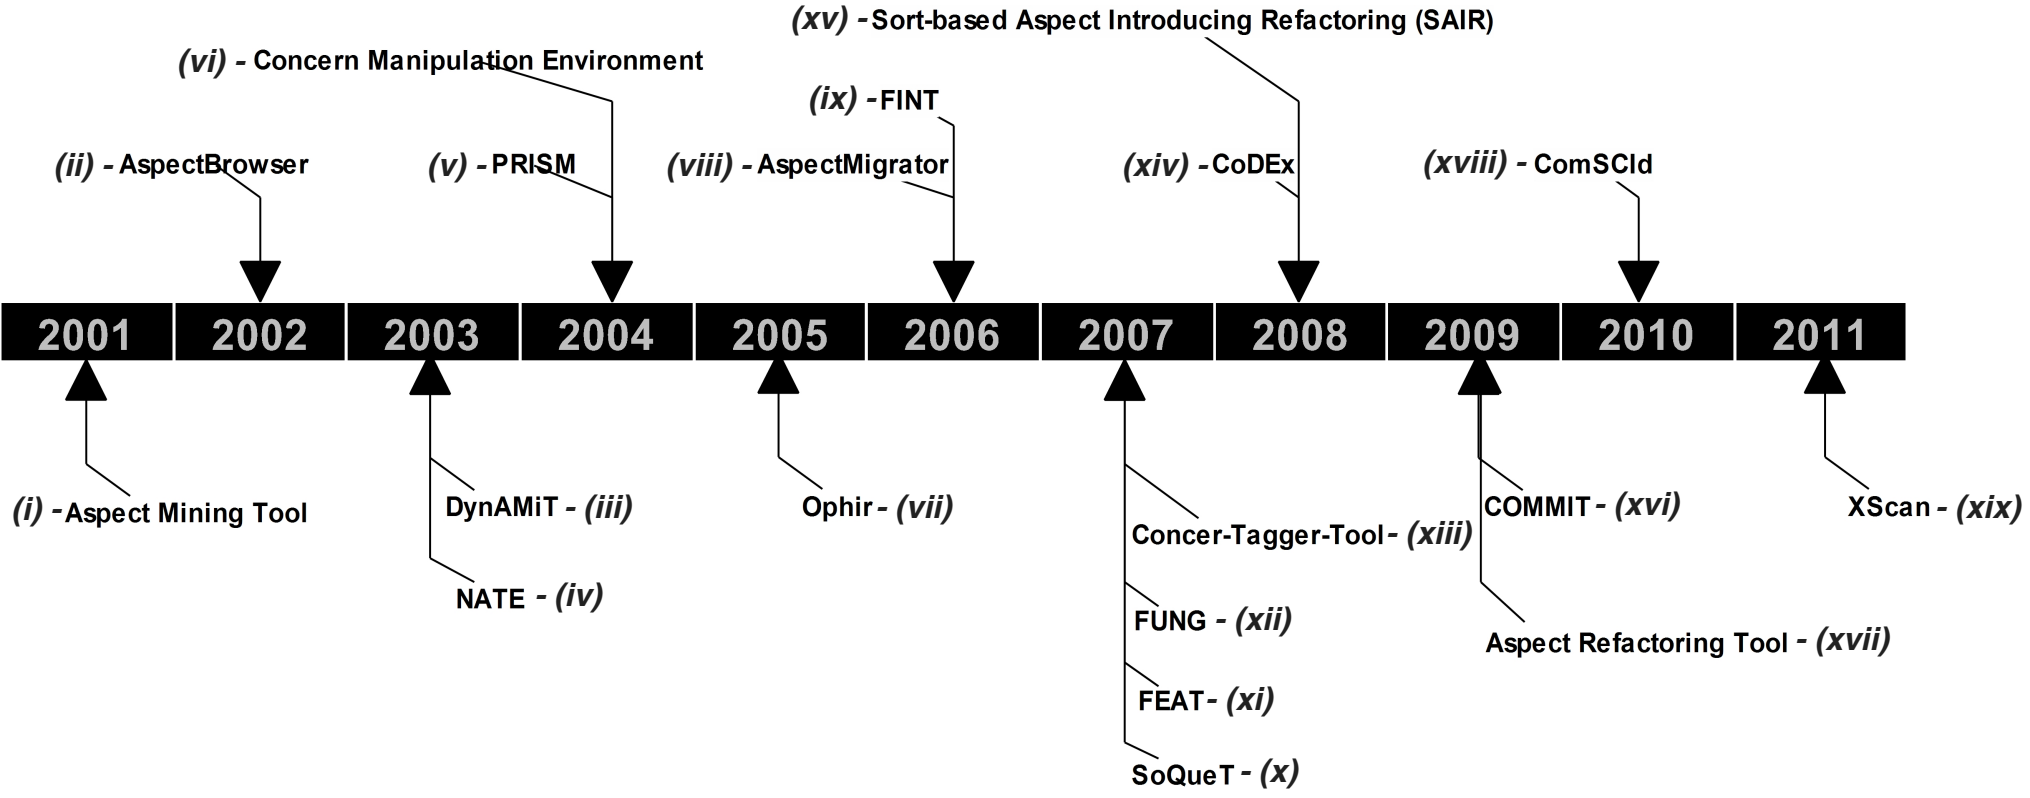 (xv) - Sort-based Aspect Introducing Refactoring (SAIR)
(vi) - Concern Manipulation Environment
(ix) - FINT
(ii) - AspectBrowser
(v) - PRISM
(viii) - AspectMigrator
(xiv) - CoDEx
(xviii) - ComSCId
2001 2002 2003 2004 2005 2006 2007 2008 2009 2010 2011
(i) - Aspect Mining Tool
DynAMiT - (iii)
Ophir - (vii)
COMMIT - (xvi)
XScan - (xix)
Concer-Tagger-Tool - (xiii)
NATE - (iv)
FUNG - (xii)
Aspect Refactoring Tool - (xvii)
FEAT - (xi)
SoQueT - (x)